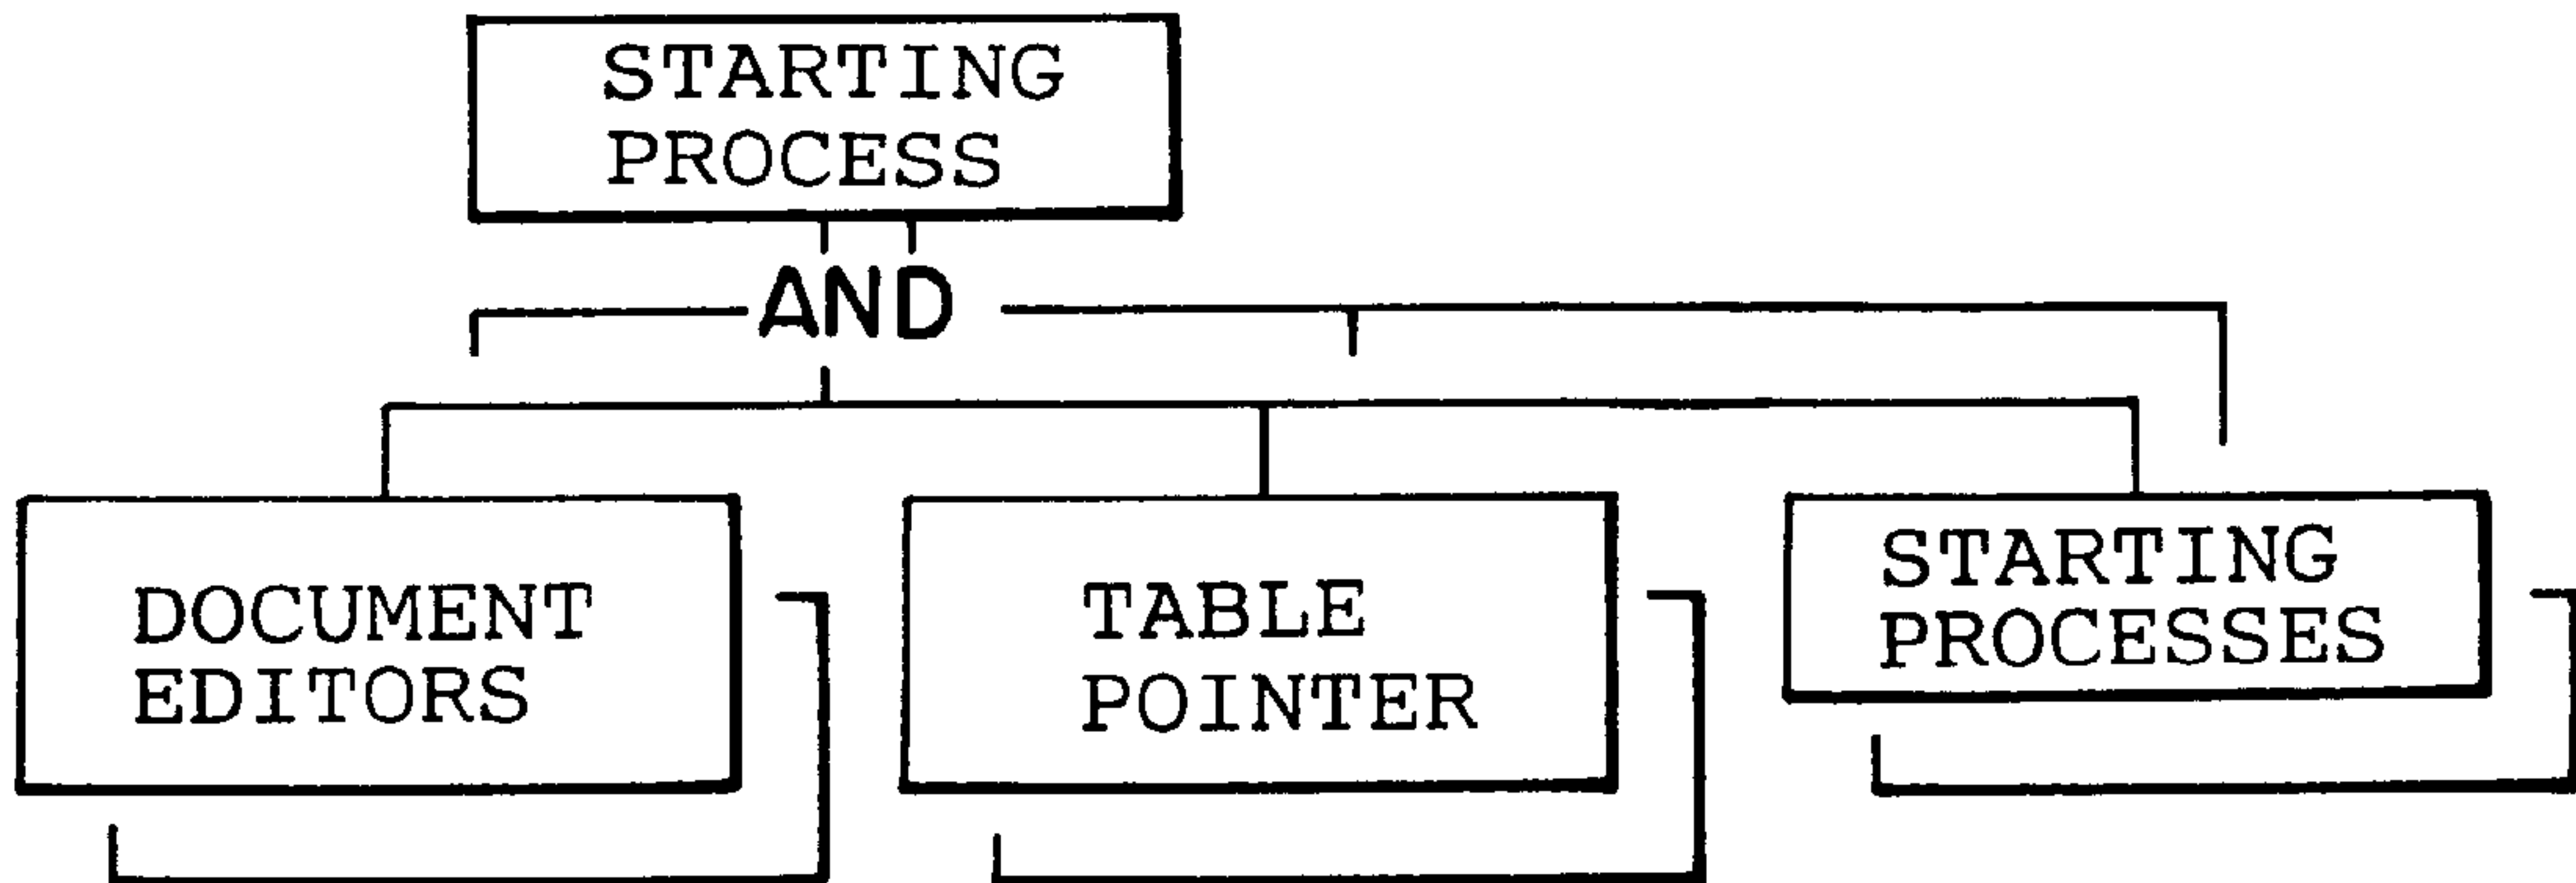 STARTING
PROCESS
AND
DOCUMENT
EDITORS
TABLE
POINTER
STARTING
PROCESSES